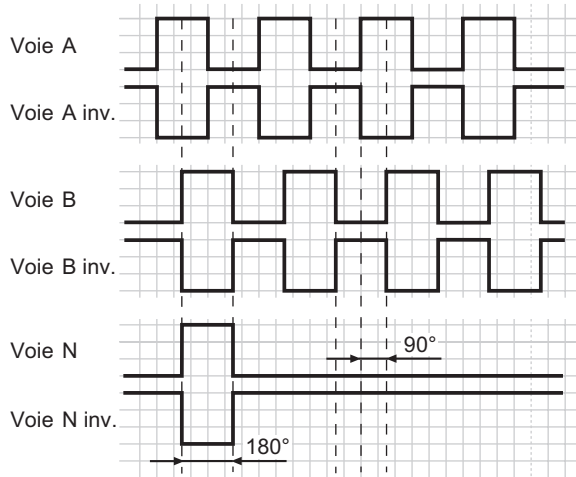 Voie A
Voie A inv.
Voie B
Voie B inv.
Voie N
90°
Voie N inv.
180°